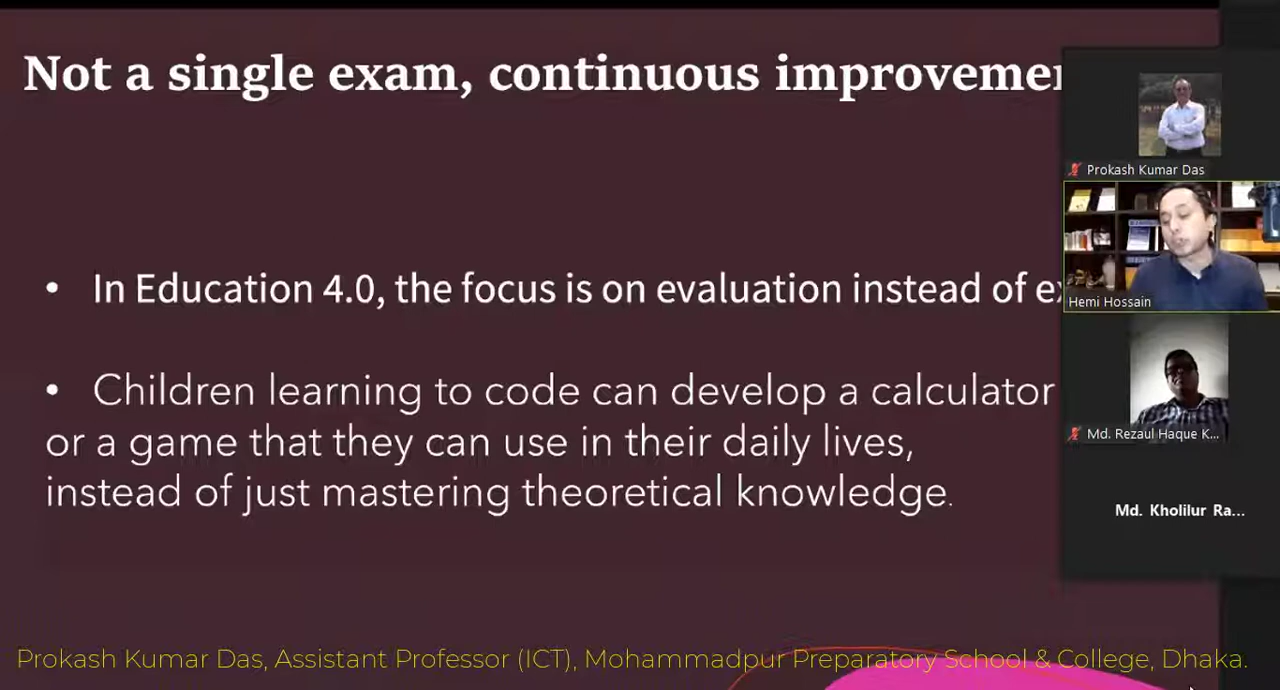 Not a single exam, continuous improvemen
• In Education 4.0, the focus is on evaluation instead of ex
• Children learning to code can develop a calculator
or a game that they can use in their daily lives,
instead of just mastering theoretical knowledge.
Prokash Kumar Das
Hemi Hossain
Md. Rezaul Haque K...
Md. Kholilur Ra...
Prokash Kumar Das, Assistant Professor (ICT), Mohammadpur Preparatory School & College, Dhaka.